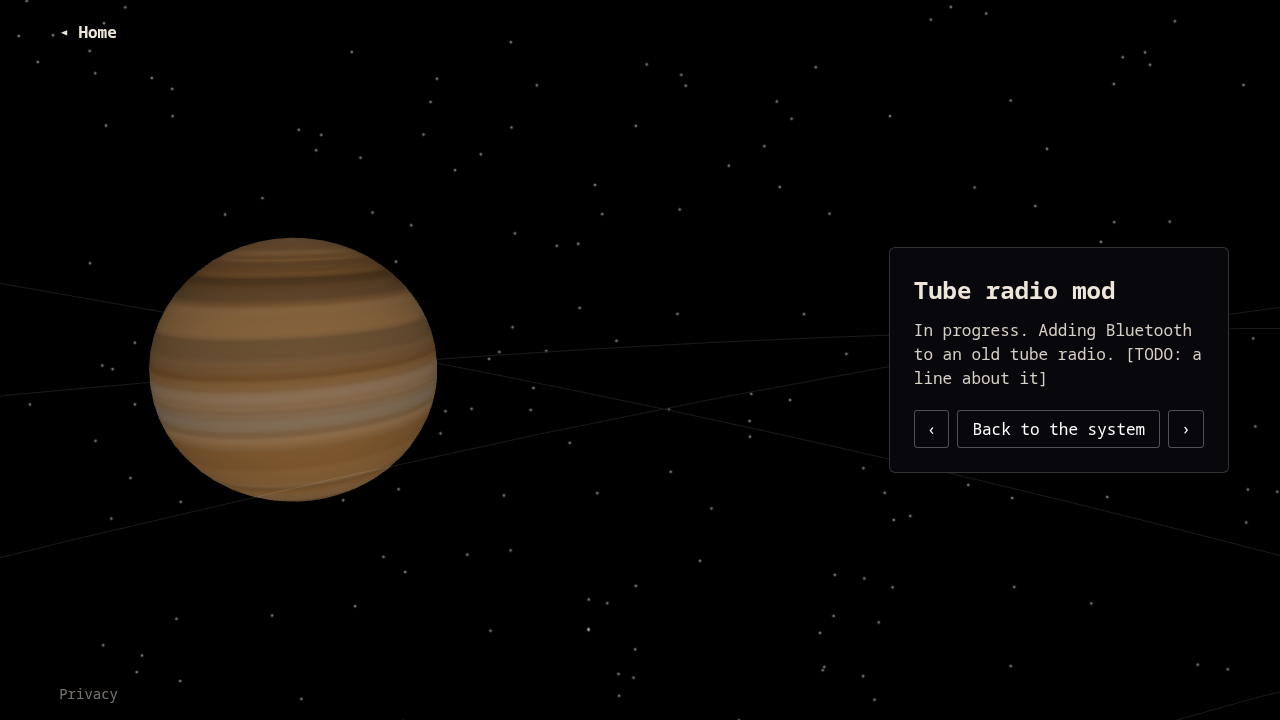 ◂ Home
Tube radio mod
In progress. Adding Bluetooth
to an old tube radio. [TODO: a
line about it]
‹ Back to the system ›
Privacy